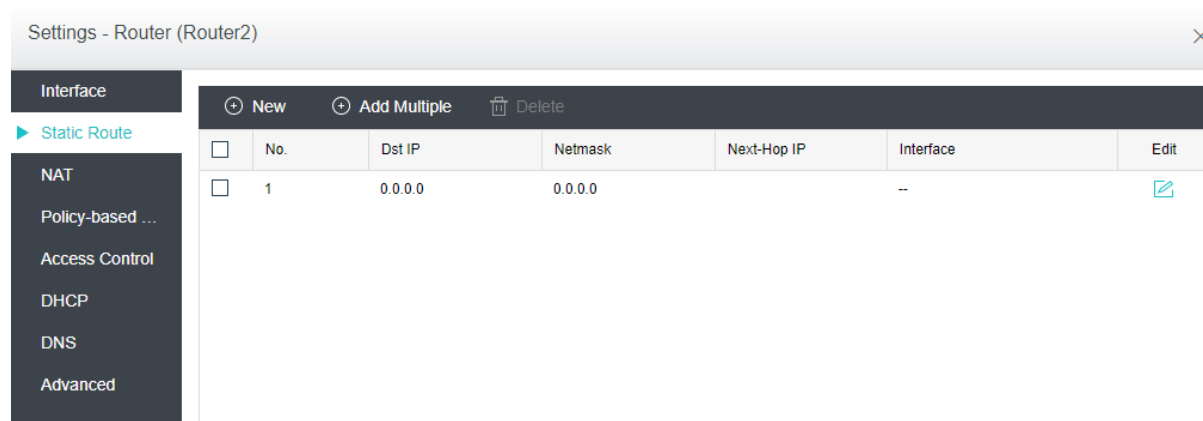 Settings - Router (Router2)
Interface
Static Route
NAT
Policy-based ...
Access Control
DHCP
DNS
Advanced
New Add Multiple Delete
No. Dst IP Netmask Next-Hop IP Interface Edit
1 0.0.0.0 0.0.0.0 --